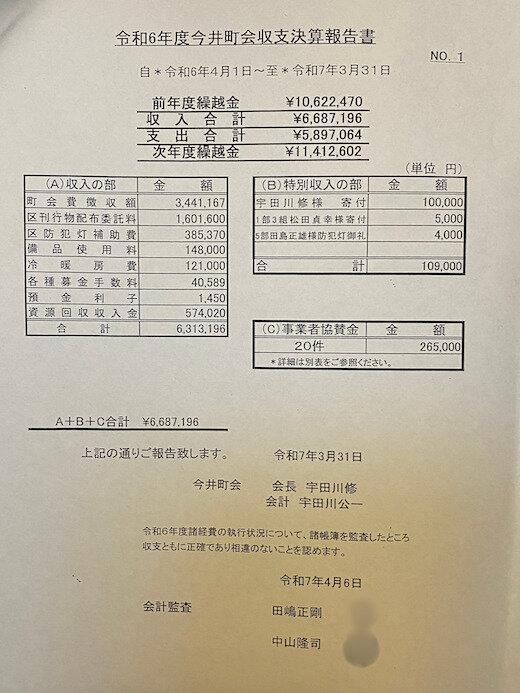 令和6年度今井町会収支決算報告書
NO. 1
自＊令和6年4月1日～至＊令和7年3月31日
前年度繰越金 ¥10,622,470
収入合計 ¥6,687,196
支出合計 ¥5,897,064
次年度繰越金 ¥11,412,602
(単位 円)
(A)収入の部 金額
町会費徴収額 3,441,167
区刊行物配布委託料 1,601,600
区防犯灯補助費 385,370
備品使用料 148,000
冷暖房費 121,000
各種募金手数料 40,589
預金利子 1,450
資源回収収入金 574,020
合計 6,313,196
(B)特別収入の部 金額
宇田川修様 寄付 100,000
1部3組松田貞幸様寄付 5,000
5部田島正雄様防犯灯御礼 4,000
合計 109,000
(C)事業者協賛金 金額
20件 265,000
＊詳細は別表をご参照ください。
A＋B＋C合計 ¥6,687,196
上記の通りご報告致します。 令和7年3月31日
今井町会 会長 宇田川修
会計 宇田川公一
令和6年度諸経費の執行状況について、諸帳簿を監査したところ
収支ともに正確であり相違のないことを認めます。
令和7年4月6日
会計監査 田嶋正剛
中山隆司